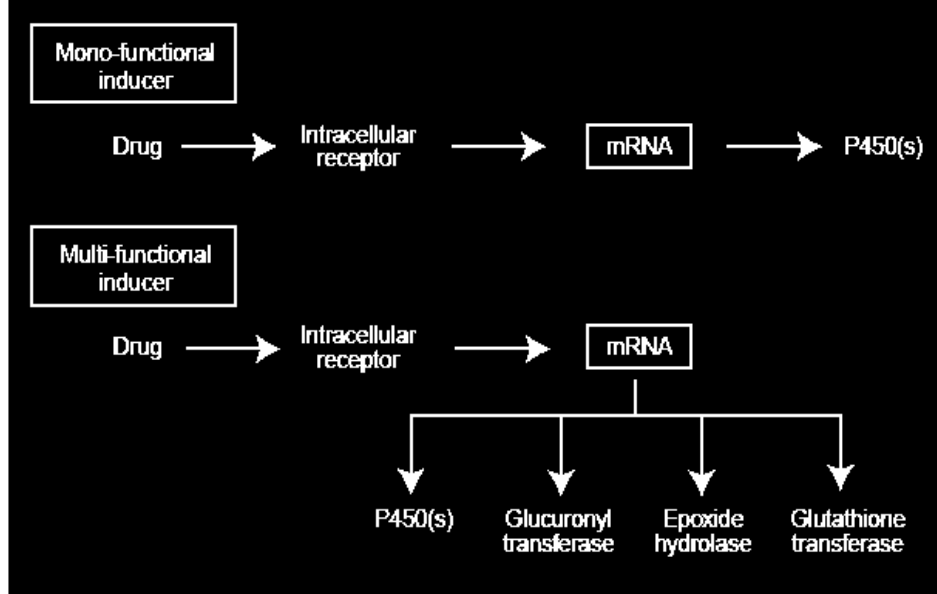 Mono-functional
inducer
Drug
Intracellular
receptor
mRNA
P450(s)
Multi-functional
inducer
Drug
Intracellular
receptor
mRNA
P450(s)
Glucuronyl
transferase
Epoxide
hydrolase
Glutathione
transferase